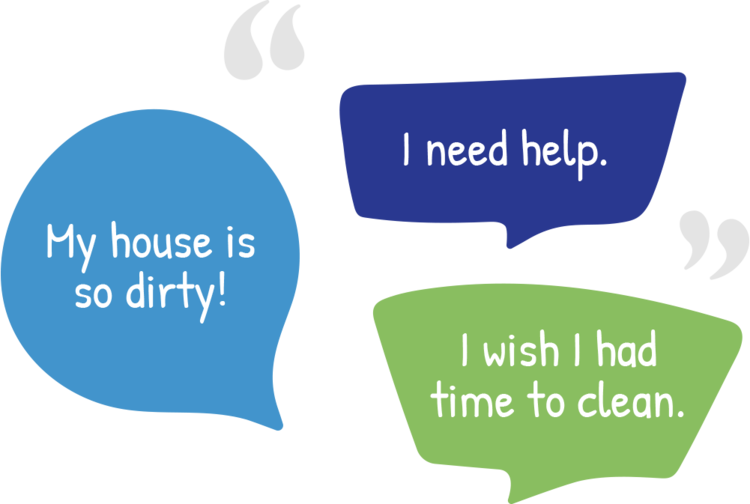 My house is
so dirty!
I need help.
I wish I had
time to clean.